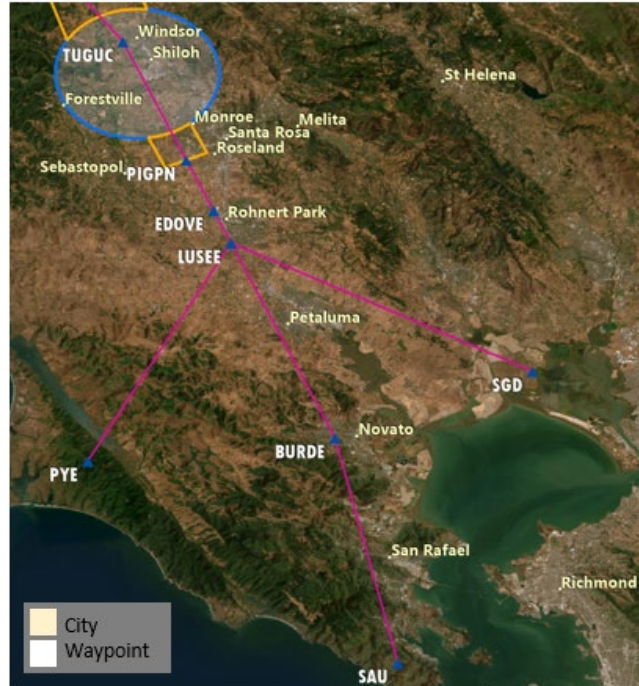 Windsor
TUGUC
Shiloh
St Helena
Forestville
Monroe
Melita
Santa Rosa
Roseland
Sebastopol
PIGPN
EDOVE
Rohnert Park
LUSEE
Petaluma
SGD
Novato
BURDE
PYE
San Rafael
Richmond
City
Waypoint
SAU